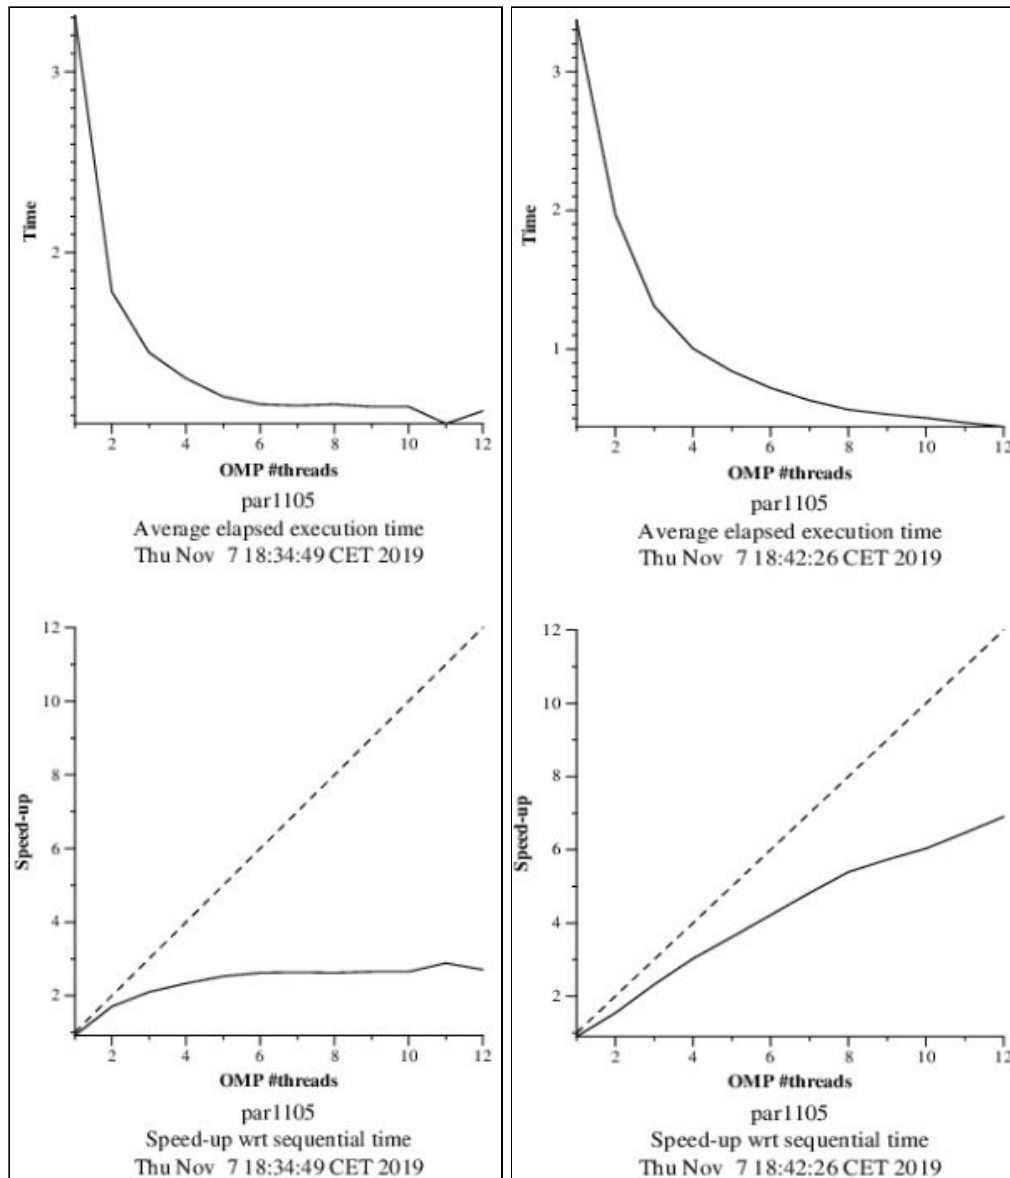 3
2
Time
2 4 6 8 10 12
OMP #threads
par1105
Average elapsed execution time
Thu Nov 7 18:34:49 CET 2019
3
2
1
Time
2 4 6 8 10 12
OMP #threads
par1105
Average elapsed execution time
Thu Nov 7 18:42:26 CET 2019
12
10
8
6
4
2
Speed-up
2 4 6 8 10 12
OMP #threads
par1105
Speed-up wrt sequential time
Thu Nov 7 18:34:49 CET 2019
12
10
8
6
4
2
Speed-up
2 4 6 8 10 12
OMP #threads
par1105
Speed-up wrt sequential time
Thu Nov 7 18:42:26 CET 2019